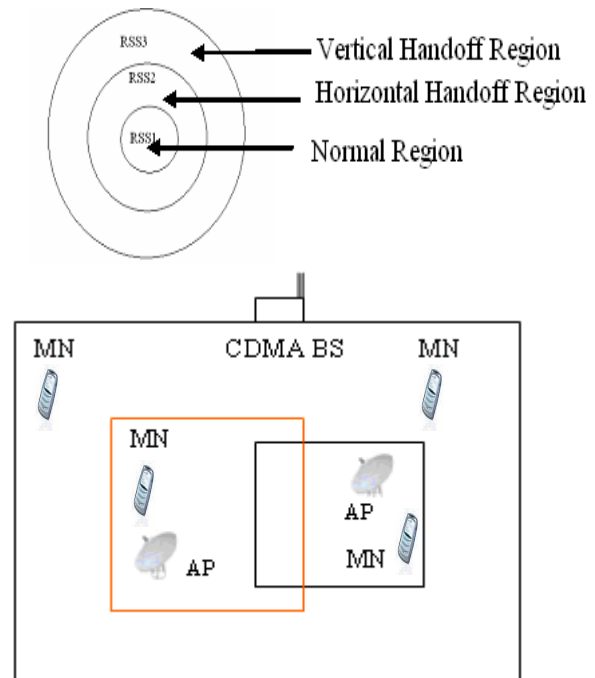 RSS3
Vertical Handoff Region
RSS2
Horizontal Handoff Region
RSS1
Normal Region
MN
CDMA BS
MN
MN
AP
AP
MN